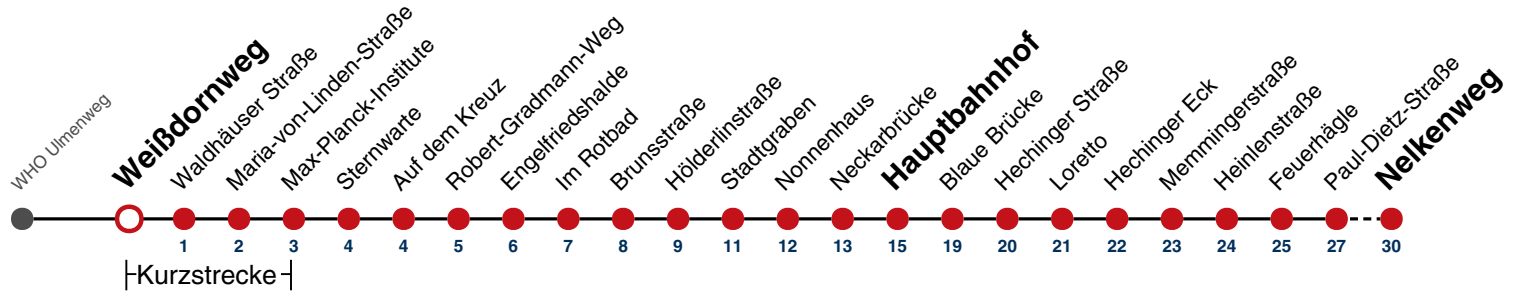 WHO Ulmenweg
Weißdornweg
Waldhäuser Straße
Maria-von-Linden-Straße
Max-Planck-Institute
Sternwarte
Auf dem Kreuz
Robert-Gradmann-Weg
Engelfriedshalde
Im Rotbad
Brunsstraße
Hölderlinstraße
Stadtgraben
Nonnenhaus
Neckarbrücke
Hauptbahnhof
Blaue Brücke
Hechinger Straße
Loretto
Hechinger Eck
Memmingerstraße
Heinlenstraße
Feuerhägle
Paul-Dietz-Straße
Nelkenweg
1 2 3 4 4 5 6 7 8 9 11 12 13 15 19 20 21 22 23 24 25 27 30
Kurzstrecke